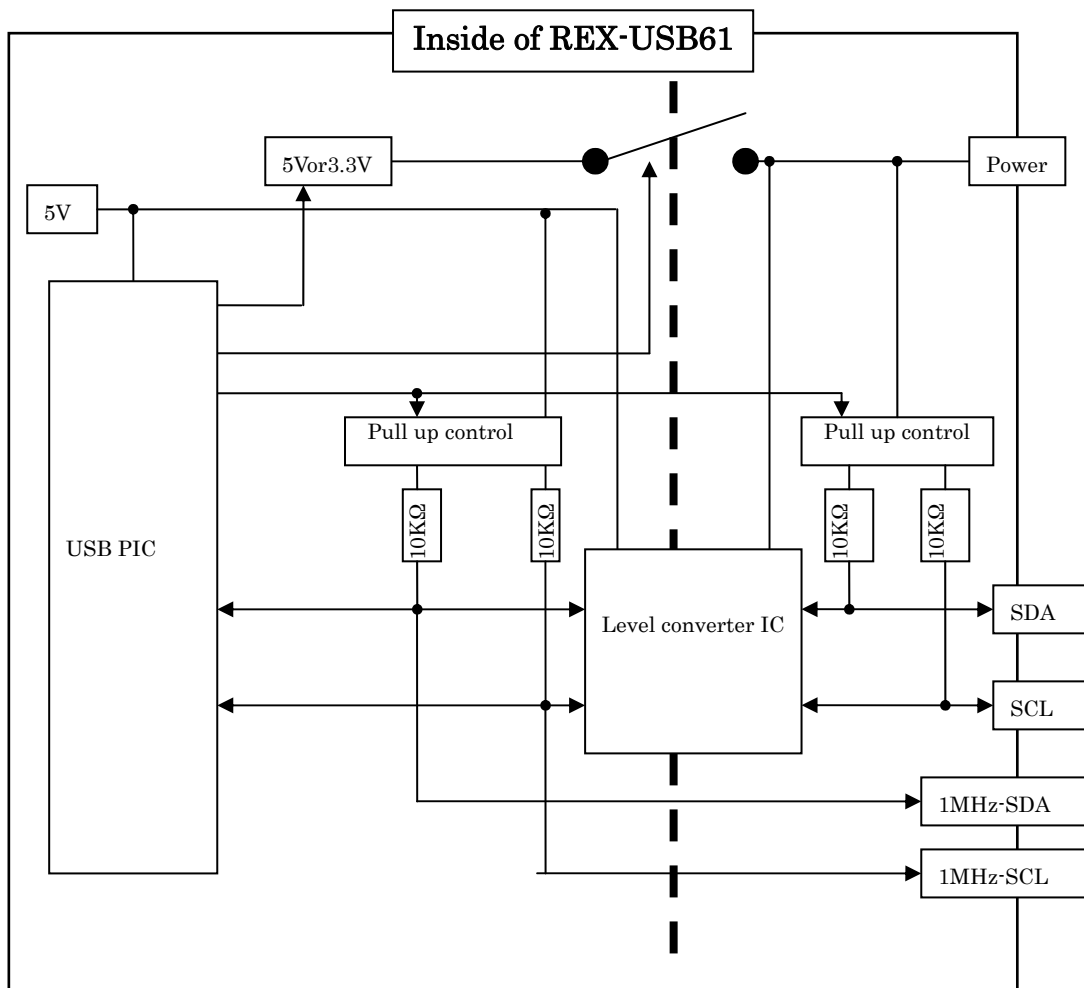 Inside of REX-USB61
5Vor3.3V
Power
5V
Pull up control
Pull up control
10KΩ
10KΩ
10KΩ
10KΩ
USB PIC
Level converter IC
SDA
SCL
1MHz-SDA
1MHz-SCL